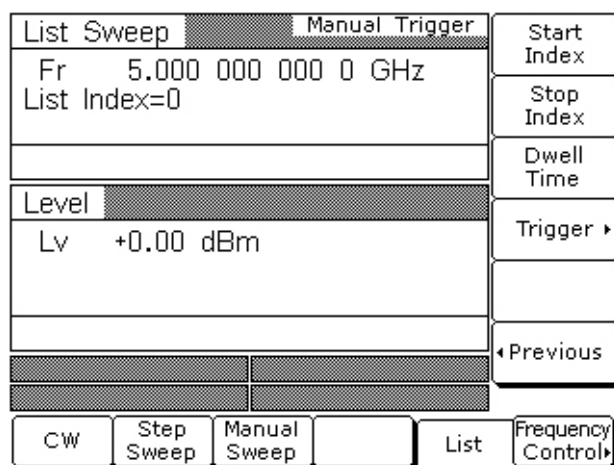 List Sweep
Manual Trigger
Fr 5.000 000 000 0 GHz
List Index=0
Level
Lv +0.00 dBm
Start
Index
Stop
Index
Dwell
Time
Trigger
Previous
CW
Step
Sweep
Manual
Sweep
List
Frequency
Control